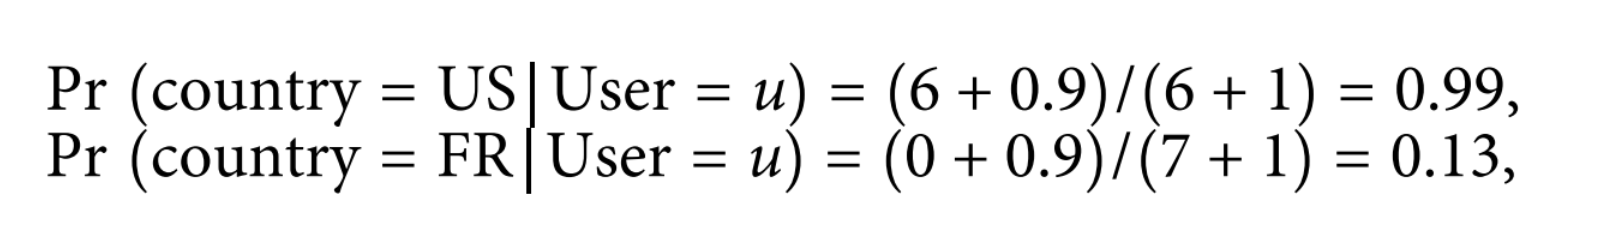 Pr (country = US|User = u) = (6 + 0.9)/(6 + 1) = 0.99,
Pr (country = FR|User = u) = (0 + 0.9)/(7 + 1) = 0.13,